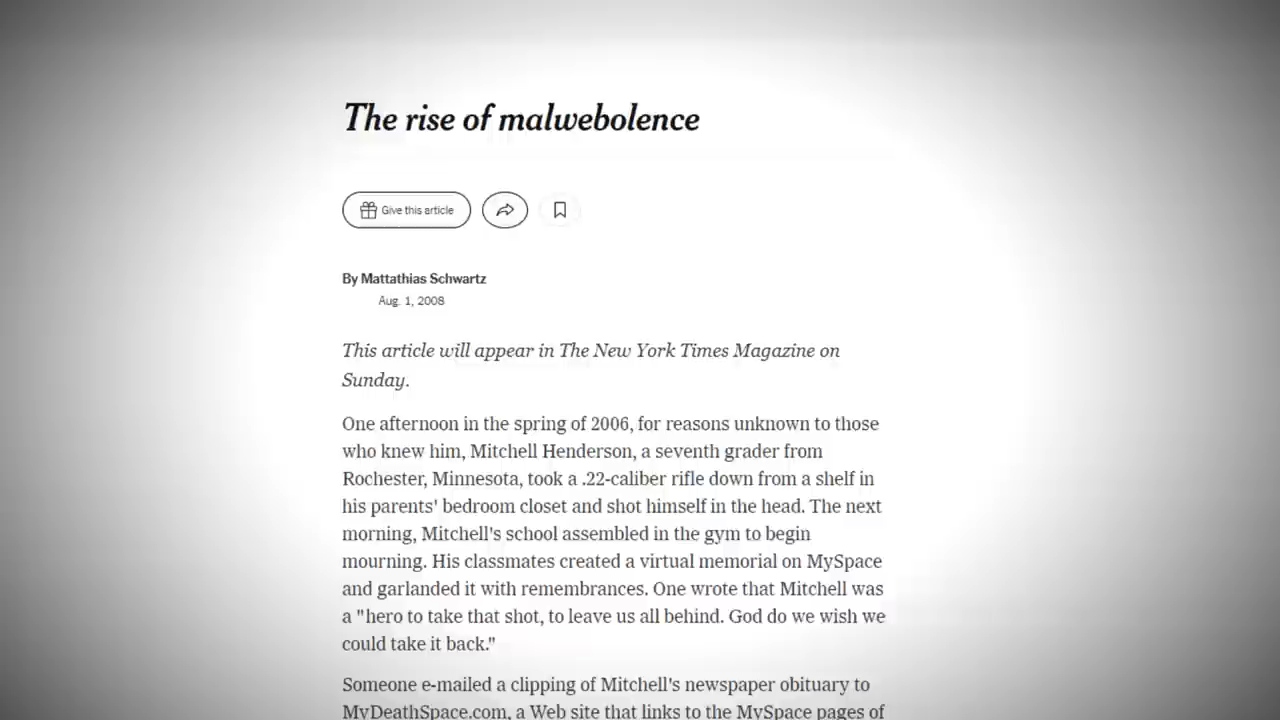 The rise of malwebolence
Give this article
By Mattathias Schwartz
Aug. 1, 2008
This article will appear in The New York Times Magazine on
Sunday.
One afternoon in the spring of 2006, for reasons unknown to those
who knew him, Mitchell Henderson, a seventh grader from
Rochester, Minnesota, took a .22-caliber rifle down from a shelf in
his parents' bedroom closet and shot himself in the head. The next
morning, Mitchell's school assembled in the gym to begin
mourning. His classmates created a virtual memorial on MySpace
and garlanded it with remembrances. One wrote that Mitchell was
a "hero to take that shot, to leave us all behind. God do we wish we
could take it back."
Someone e-mailed a clipping of Mitchell's newspaper obituary to
MyDeathSpace.com, a Web site that links to the MySpace pages of